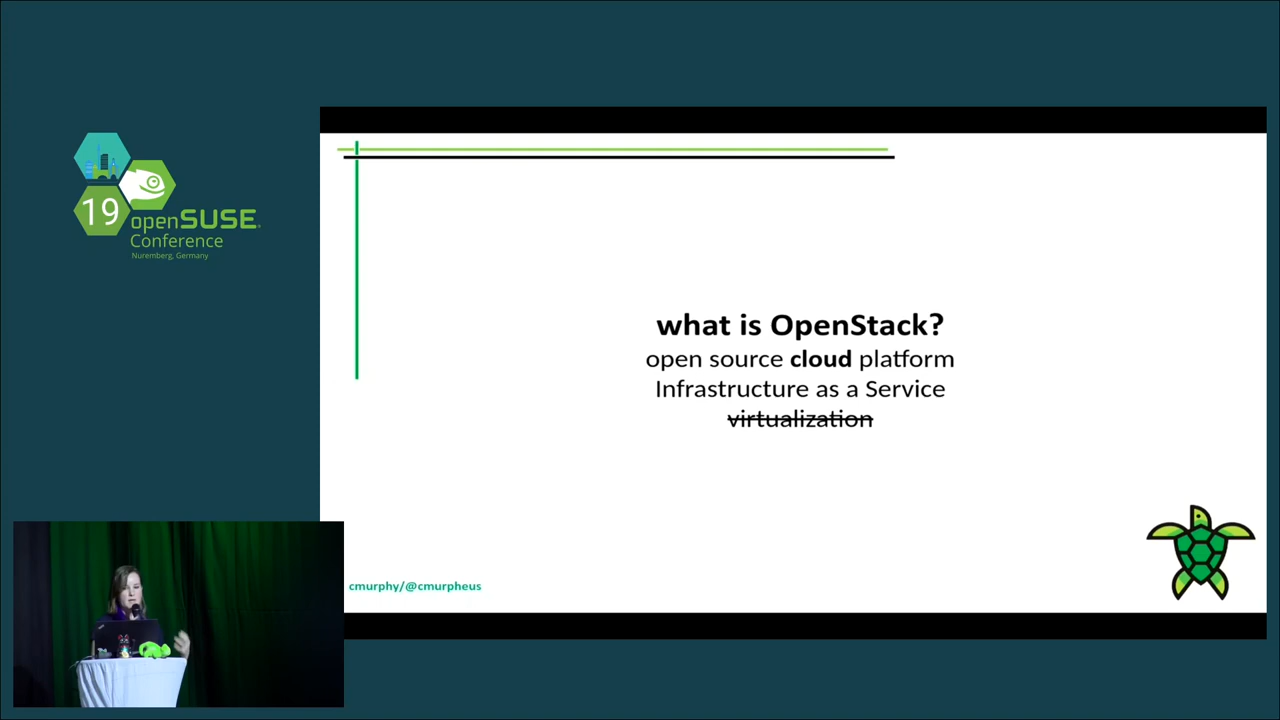 19
openSUSE
Conference
Nuremberg, Germany
what is OpenStack?
open source cloud platform
Infrastructure as a Service
virtualization
cmurphy/@cmurpheus